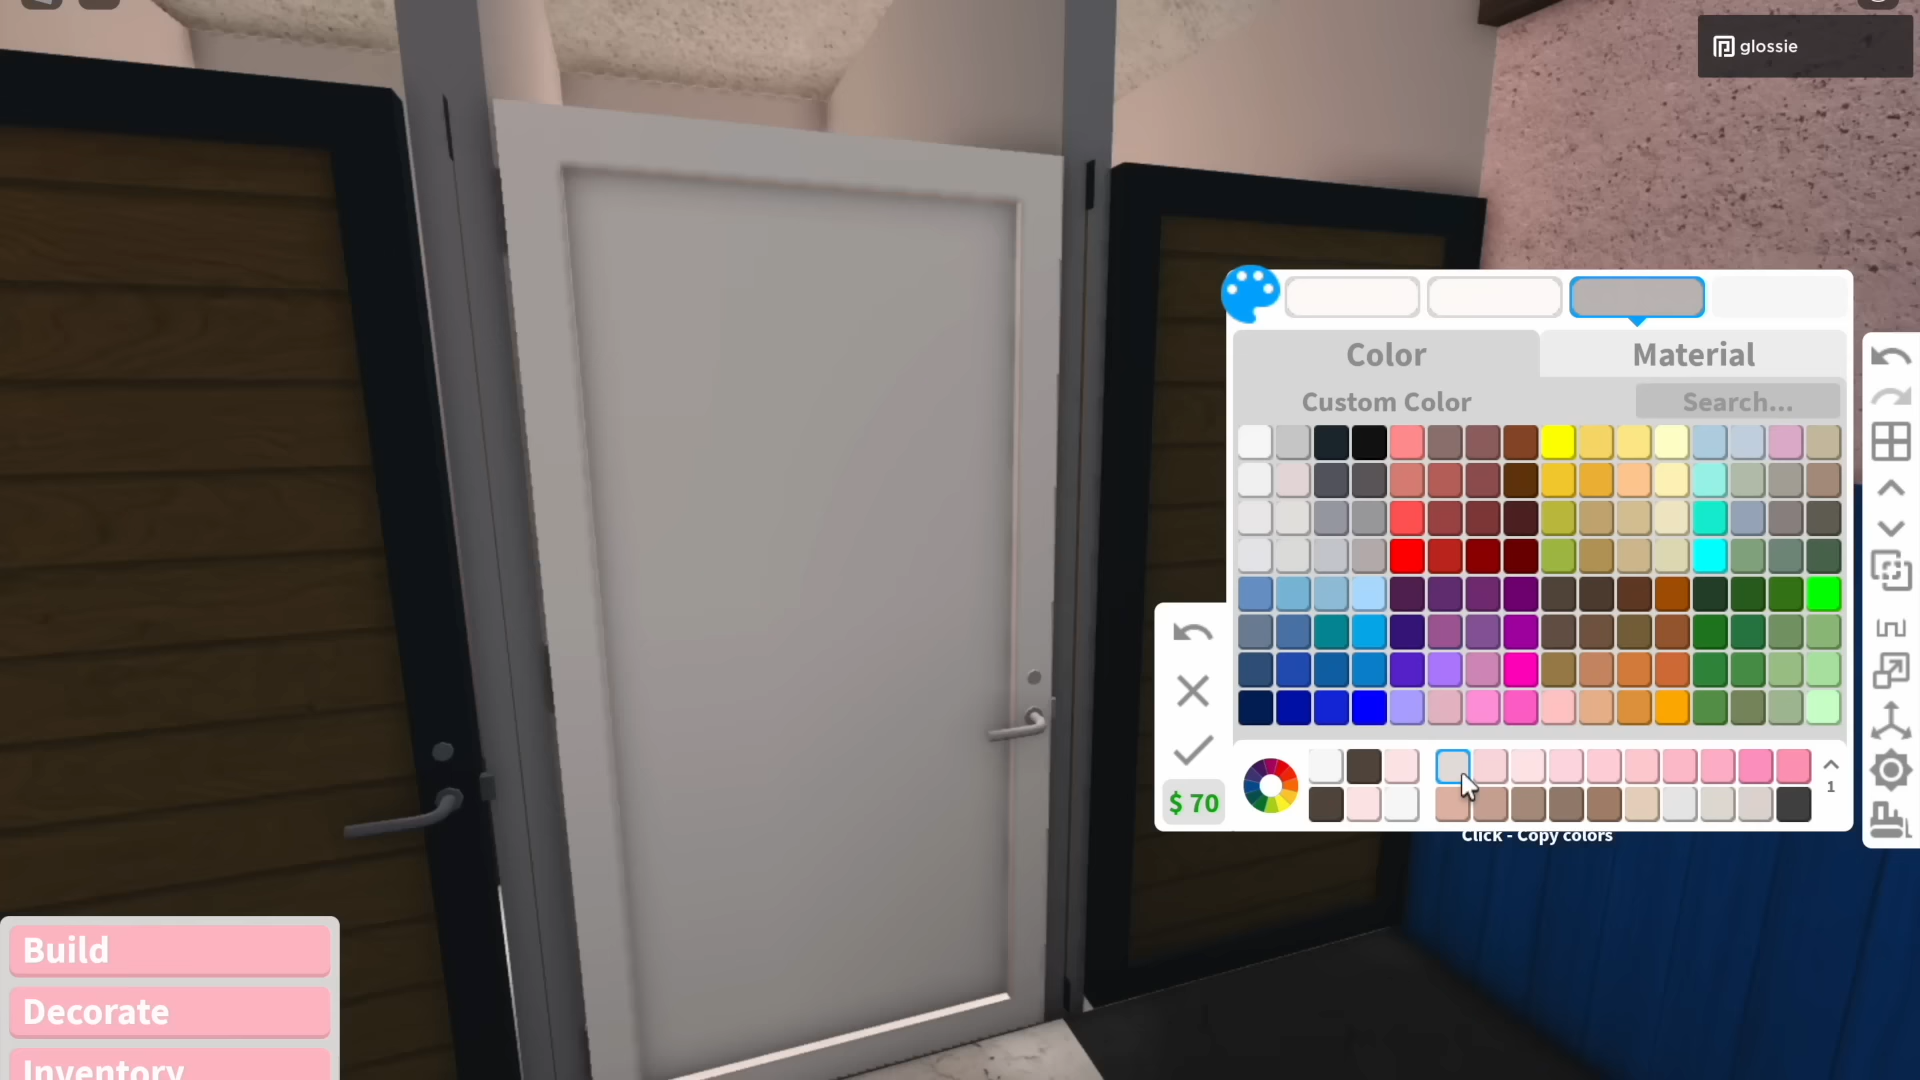 glossie
Color
Material
Custom Color
Search...
$ 70
1
Click - Copy colors
Build
Decorate
Inventory